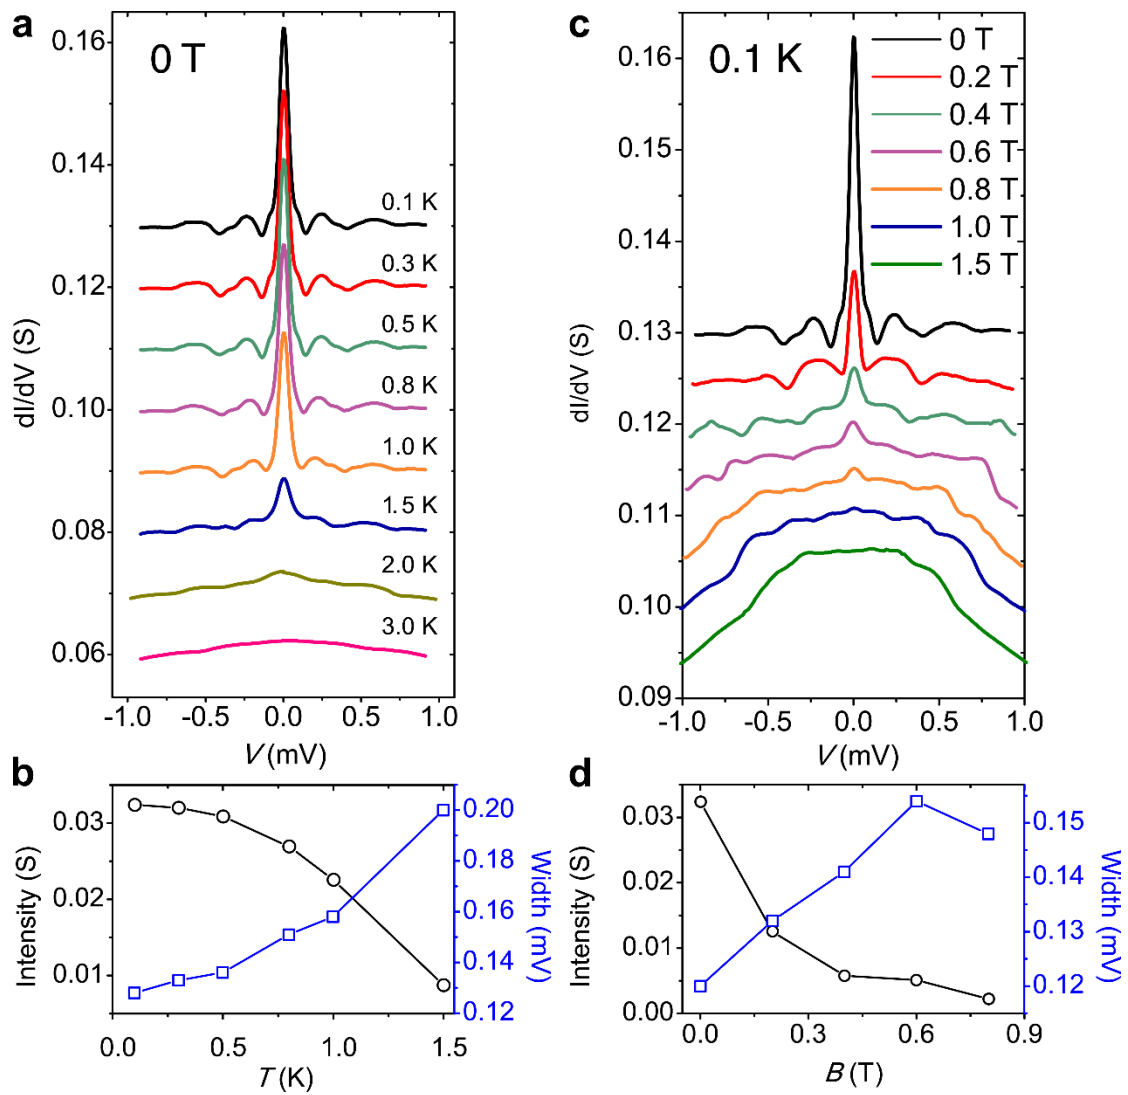 a
0 T
0.16
0.14
0.12
0.10
0.08
0.06
dI/dV (S)
0.1 K
0.3 K
0.5 K
0.8 K
1.0 K
1.5 K
2.0 K
3.0 K
-1.0 -0.5 0.0 0.5 1.0
V (mV)
c
0.1 K
0 T
0.2 T
0.4 T
0.6 T
0.8 T
1.0 T
1.5 T
0.16
0.15
0.14
0.13
0.12
0.11
0.10
0.09
dI/dV (S)
-1.0 -0.5 0.0 0.5 1.0
V (mV)
b
0.03
0.02
0.01
Intensity (S)
0.20
0.18
0.16
0.14
0.12
Width (mV)
0.0 0.5 1.0 1.5
T (K)
d
0.03
0.02
0.01
0.00
Intensity (S)
0.15
0.14
0.13
0.12
Width (mV)
0.0 0.3 0.6 0.9
B (T)